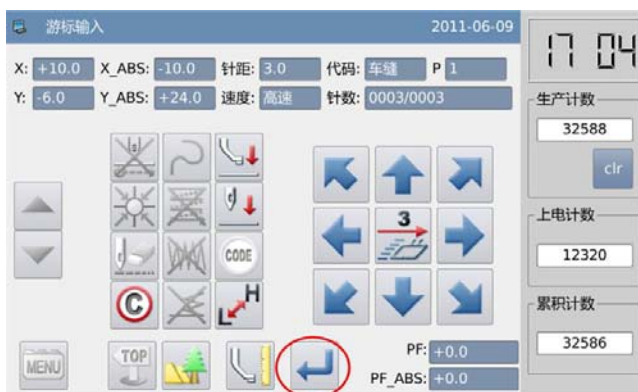 游标输入 2011-06-09
17 04
X: +10.0 X_ABS: -10.0 针距: 3.0 代码: 车缝 P 1
Y: -6.0 Y_ABS: +24.0 速度: 高速 针数: 0003/0003
生产计数
32588
clr
上电计数
12320
累积计数
32586
3
CODE
C
L H
MENU
TOP
PF: +0.0
PF_ABS: +0.0